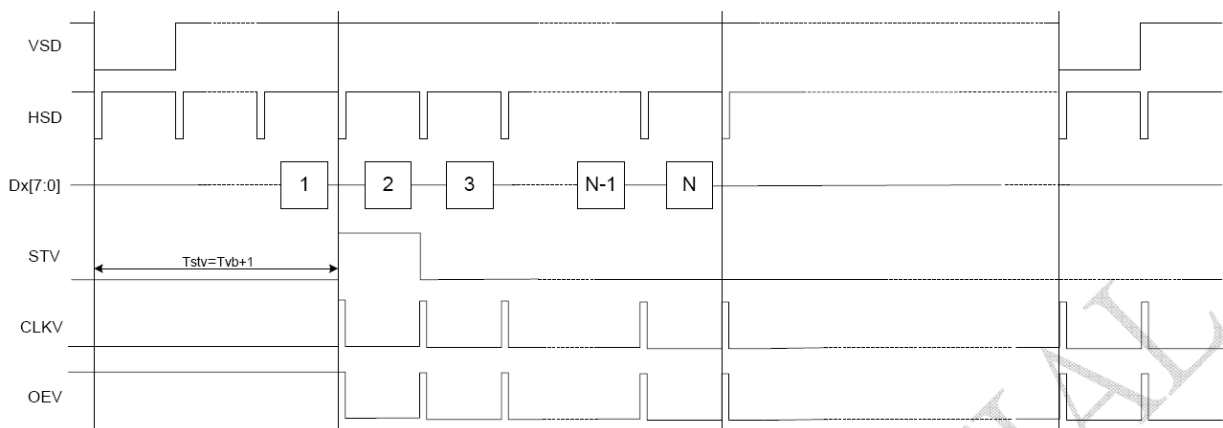 VSD
HSD
Dx[7:0]
1 2 3 N-1 N
STV
Tstv=Tvb+1
CLKV
OEV